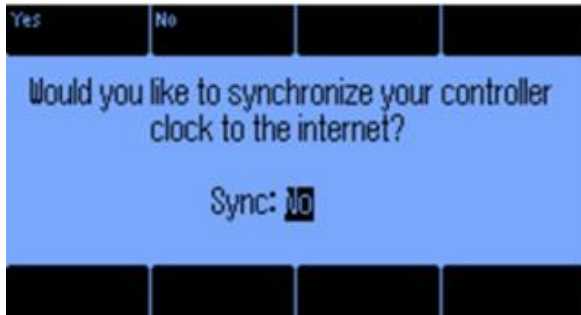 Yes No
Would you like to synchronize your controller
clock to the internet?
Sync: No